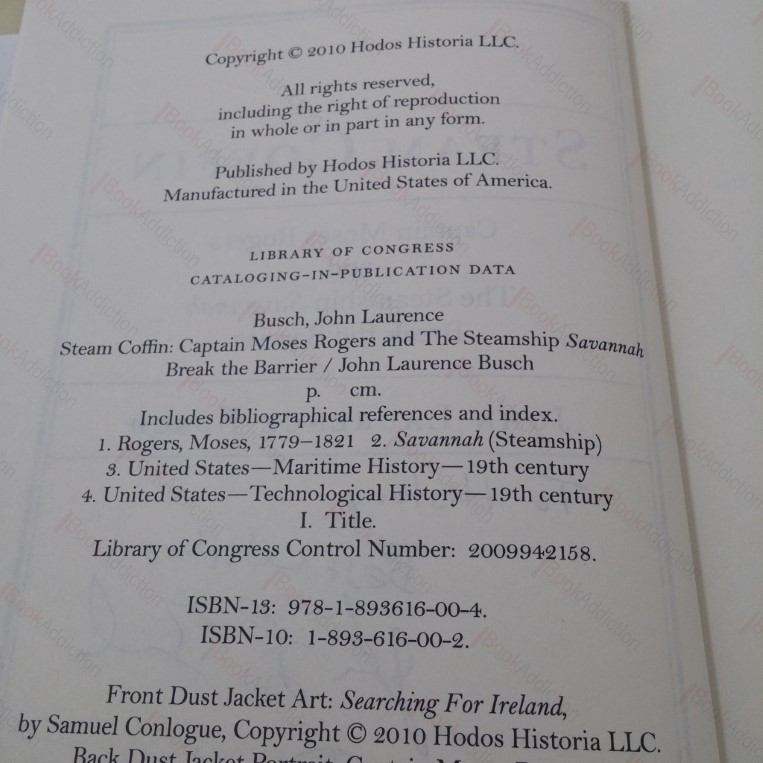 Copyright © 2010 Hodos Historia LLC.
All rights reserved,
including the right of reproduction
in whole or in part in any form.
Published by Hodos Historia LLC.
Manufactured in the United States of America.
LIBRARY OF CONGRESS
CATALOGING-IN-PUBLICATION DATA
Busch, John Laurence
Steam Coffin: Captain Moses Rogers and The Steamship Savannah
Break the Barrier / John Laurence Busch
p. cm.
Includes bibliographical references and index.
1. Rogers, Moses, 1779–1821 2. Savannah (Steamship)
3. United States—Maritime History—19th century
4. United States—Technological History—19th century
I. Title.
Library of Congress Control Number: 2009942158.
ISBN-13: 978-1-893616-00-4.
ISBN-10: 1-893-616-00-2.
Front Dust Jacket Art: Searching For Ireland,
by Samuel Conlogue, Copyright © 2010 Hodos Historia LLC.
Back Dust Jacket Portrait: Captain Moses